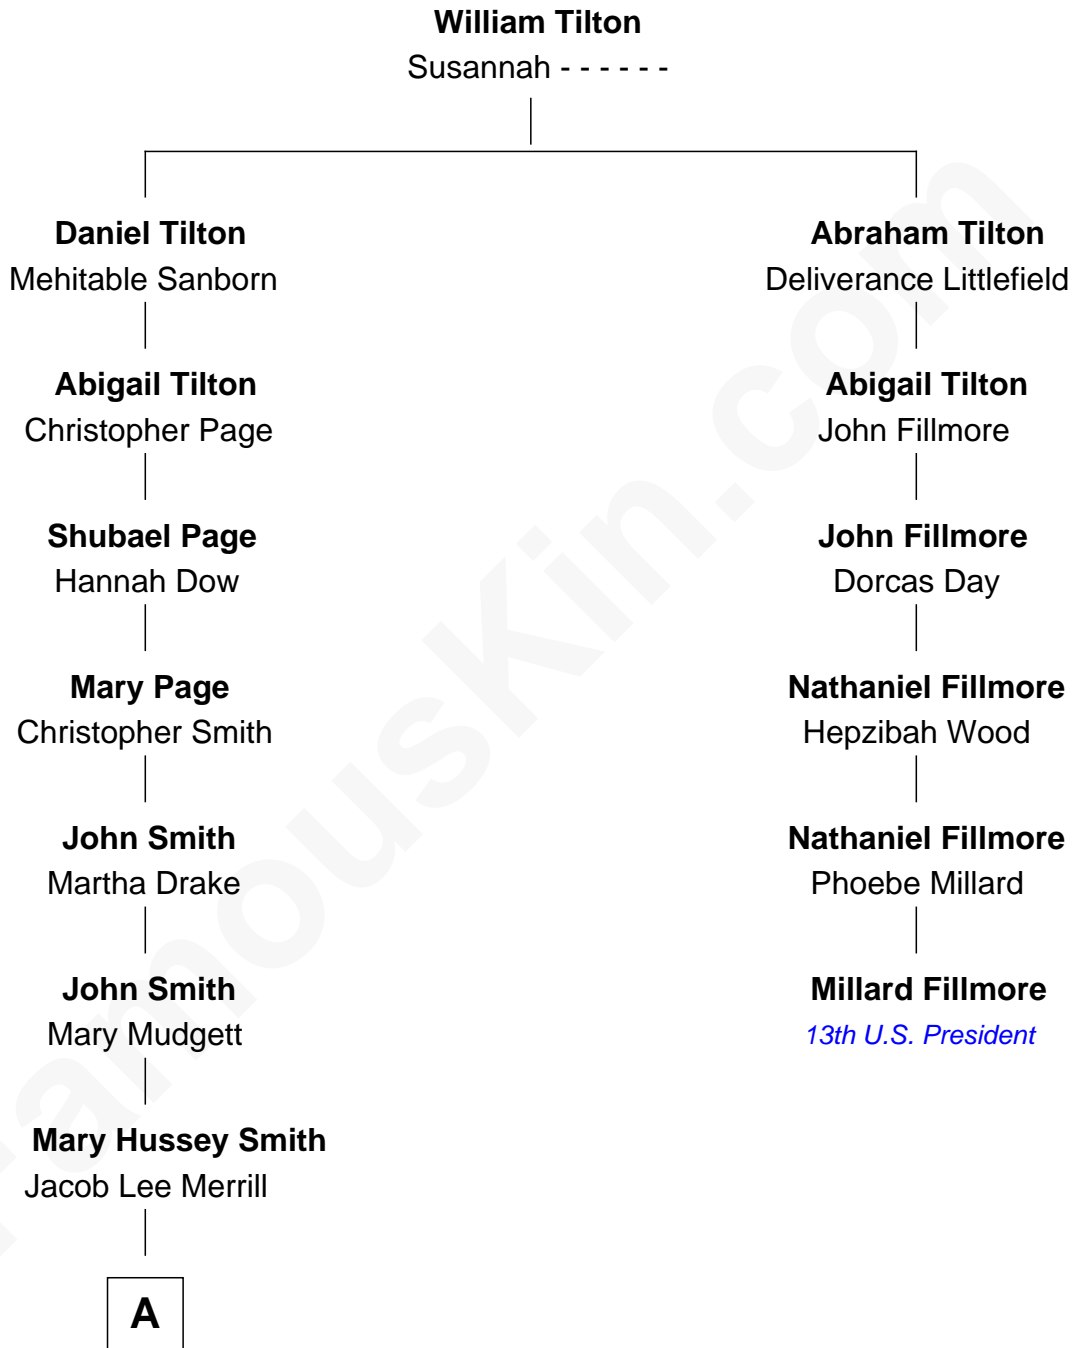 William Tilton
Susannah - - - - - -
Daniel Tilton
Mehitable Sanborn
Abigail Tilton
Christopher Page
Shubael Page
Hannah Dow
Mary Page
Christopher Smith
John Smith
Martha Drake
John Smith
Mary Mudgett
Mary Hussey Smith
Jacob Lee Merrill
A
Abraham Tilton
Deliverance Littlefield
Abigail Tilton
John Fillmore
John Fillmore
Dorcas Day
Nathaniel Fillmore
Hepzibah Wood
Nathaniel Fillmore
Phoebe Millard
Millard Fillmore
13th U.S. President
FamousKin.com